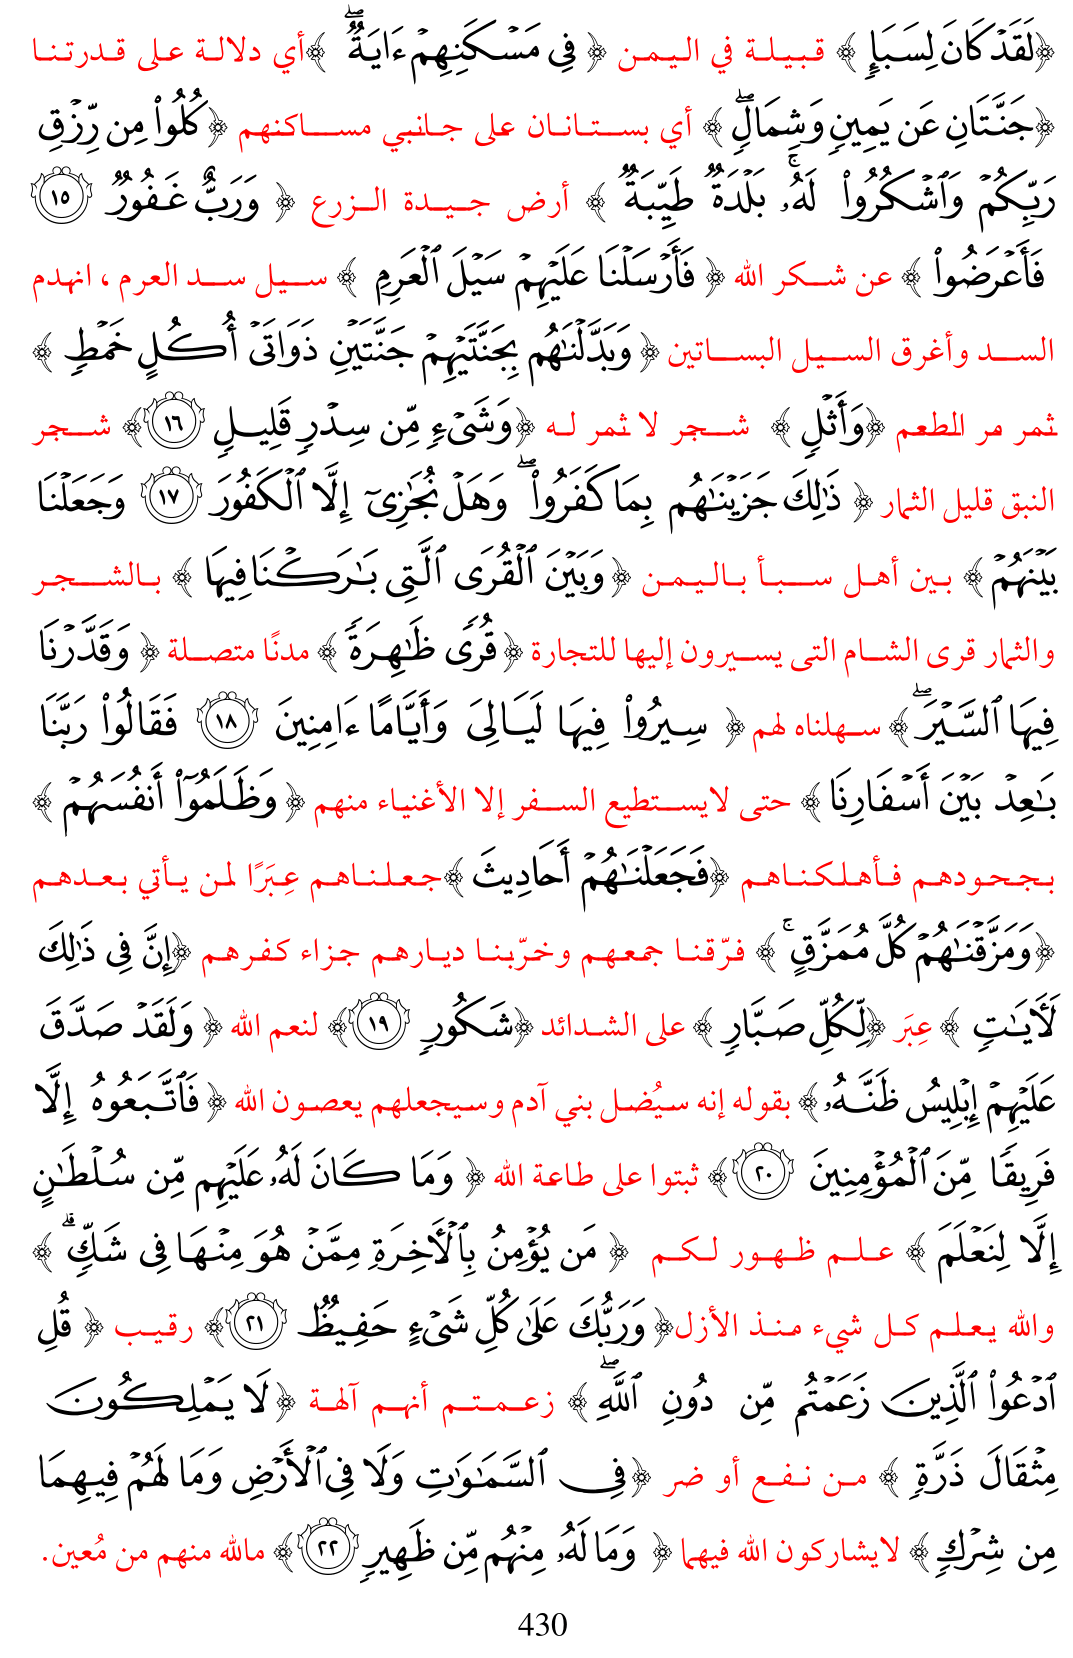 ﴿لَقَدْ كَانَ لِسَبَإٍ ﴾ قبيلة في اليمن ﴿ فِى مَسْكَنِهِمْ ءَايَةٌۖ ﴾أي دلالة على قدرتنا
﴿جَنَّتَانِ عَن يَمِينٍ وَشِمَالٍۖ ﴾ أي بستانان على جانبي مساكنهم ﴿كُلُوا۟ مِن رِّزْقِ
رَبِّكُمْ وَٱشْكُرُوا۟ لَهُۥۚ بَلْدَةٌ طَيِّبَةٌ ﴾ أرض جيدة الزرع ﴿ وَرَبٌّ غَفُورٌ ١٥
فَأَعْرَضُوا۟ ﴾ عن شكر الله ﴿ فَأَرْسَلْنَا عَلَيْهِمْ سَيْلَ ٱلْعَرِمِ ﴾ سيل سد العرم ، انهدم
السد وأغرق السيل البساتين ﴿ وَبَدَّلْنَٰهُم بِجَنَّتَيْهِمْ جَنَّتَيْنِ ذَوَاتَىْ أُكُلٍ خَمْطٍ ﴾
ثمر مر الطعم ﴿وَأَثْلٍ ﴾ شجر لا ثمر له ﴿وَشَىْءٍ مِّن سِدْرٍ قَلِيلٍ ١٦﴾ شجر
النبق قليل الثمار ﴿ ذَٰلِكَ جَزَيْنَٰهُم بِمَا كَفَرُوا۟ۖ وَهَلْ نُجَٰزِىٓ إِلَّا ٱلْكَفُورَ ١٧ وَجَعَلْنَا
بَيْنَهُمْ ﴾ بين أهل سبأ باليمن ﴿ وَبَيْنَ ٱلْقُرَى ٱلَّتِى بَٰرَكْنَا فِيهَا ﴾ بالشجر
والثمار قرى الشام التى يسيرون إليها للتجارة ﴿ قُرًى ظَٰهِرَةً ﴾ مدنًا متصلة ﴿ وَقَدَّرْنَا
فِيهَا ٱلسَّيْرَۖ ﴾ سهلناه لهم ﴿ سِيرُوا۟ فِيهَا لَيَالِىَ وَأَيَّامًا ءَامِنِينَ ١٨ فَقَالُوا۟ رَبَّنَا
بَٰعِدْ بَيْنَ أَسْفَارِنَا ﴾ حتى لايستطيع السفر إلا الأغنياء منهم ﴿ وَظَلَمُوٓا۟ أَنفُسَهُمْ ﴾
بجحودهم فأهلكناهم ﴿فَجَعَلْنَٰهُمْ أَحَادِيثَ ﴾جعلناهم عِبَرًا لمن يأتي بعدهم
﴿وَمَزَّقْنَٰهُمْ كُلَّ مُمَزَّقٍۚ ﴾ فرّقنا جمعهم وخرّبنا ديارهم جزاء كفرهم ﴿إِنَّ فِى ذَٰلِكَ
لَءَايَٰتٍ ﴾ عِبَرَ ﴿لِّكُلِّ صَبَّارٍ ﴾ على الشدائد ﴿شَكُورٍ ١٩﴾ لنعم الله ﴿ وَلَقَدْ صَدَّقَ
عَلَيْهِمْ إِبْلِيسُ ظَنَّهُۥ ﴾ بقوله إنه سيُضل بني آدم وسيجعلهم يعصون الله ﴿ فَٱتَّبَعُوهُ إِلَّا
فَرِيقًا مِّنَ ٱلْمُؤْمِنِينَ ٢٠﴾ ثبتوا على طاعة الله ﴿ وَمَا كَانَ لَهُۥ عَلَيْهِم مِّن سُلْطَٰنٍ
إِلَّا لِنَعْلَمَ ﴾ علم ظهور لكم ﴿ مَن يُؤْمِنُ بِٱلْءَاخِرَةِ مِمَّنْ هُوَ مِنْهَا فِى شَكٍّۗ ﴾
والله يعلم كل شيء منذ الأزل﴿ وَرَبُّكَ عَلَىٰ كُلِّ شَىْءٍ حَفِيظٌ ٢١﴾ رقيب ﴿ قُلِ
ٱدْعُوا۟ ٱلَّذِينَ زَعَمْتُم مِّن دُونِ ٱللَّهِۖ ﴾ زعمتم أنهم آلهة ﴿لَا يَمْلِكُونَ
مِثْقَالَ ذَرَّةٍ ﴾ من نفع أو ضر ﴿فِى ٱلسَّمَٰوَٰتِ وَلَا فِى ٱلْأَرْضِ وَمَا لَهُمْ فِيهِمَا
مِن شِرْكٍ﴾ لايشاركون الله فيهما ﴿ وَمَا لَهُۥ مِنْهُم مِّن ظَهِيرٍ ٢٢﴾ مالله منهم من مُعين.
430